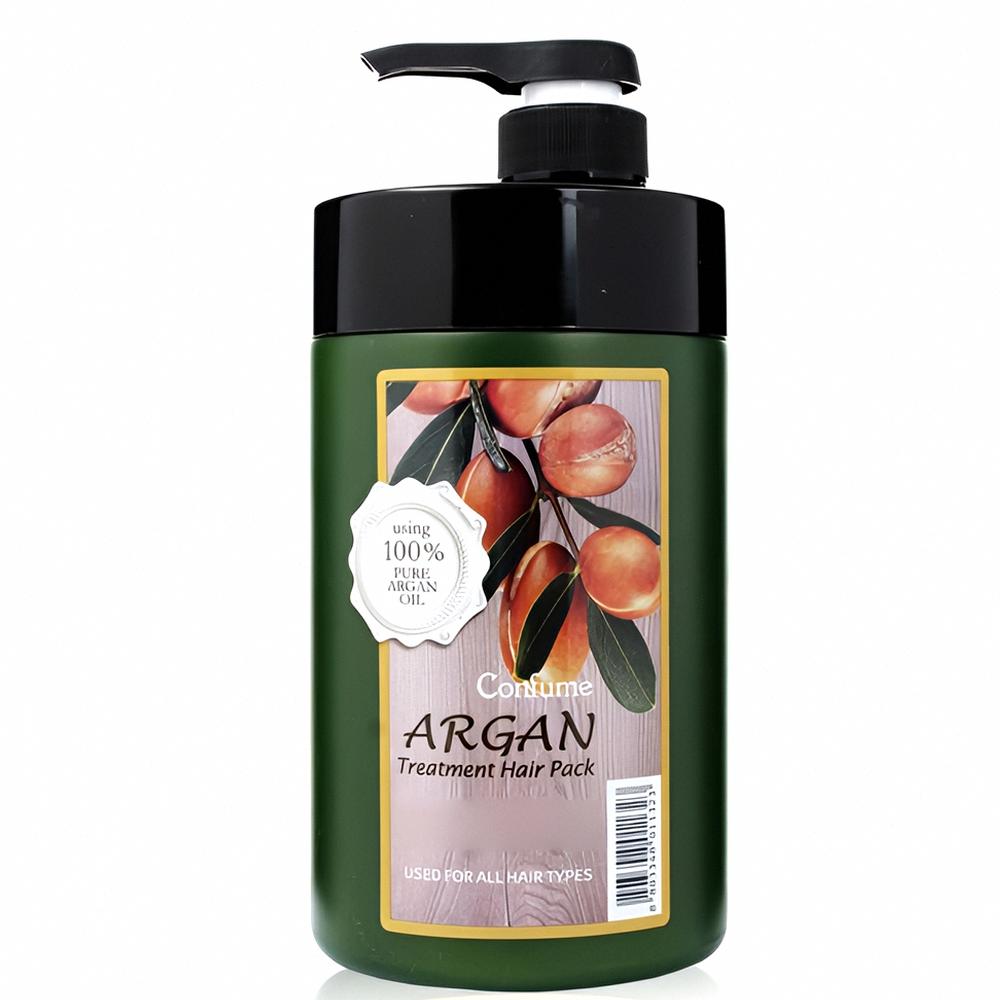 using
100%
PURE
ARGAN
OIL
Confume
ARGAN
Treatment Hair Pack
USED FOR ALL HAIR TYPES